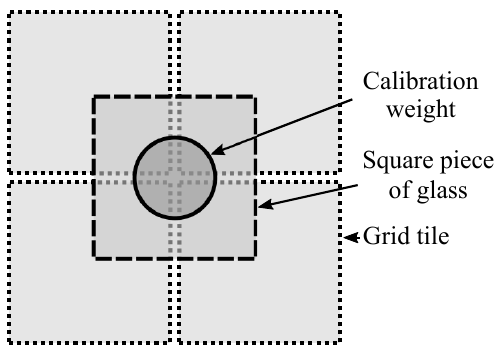 Calibration
weight
Square piece
of glass
Grid tile